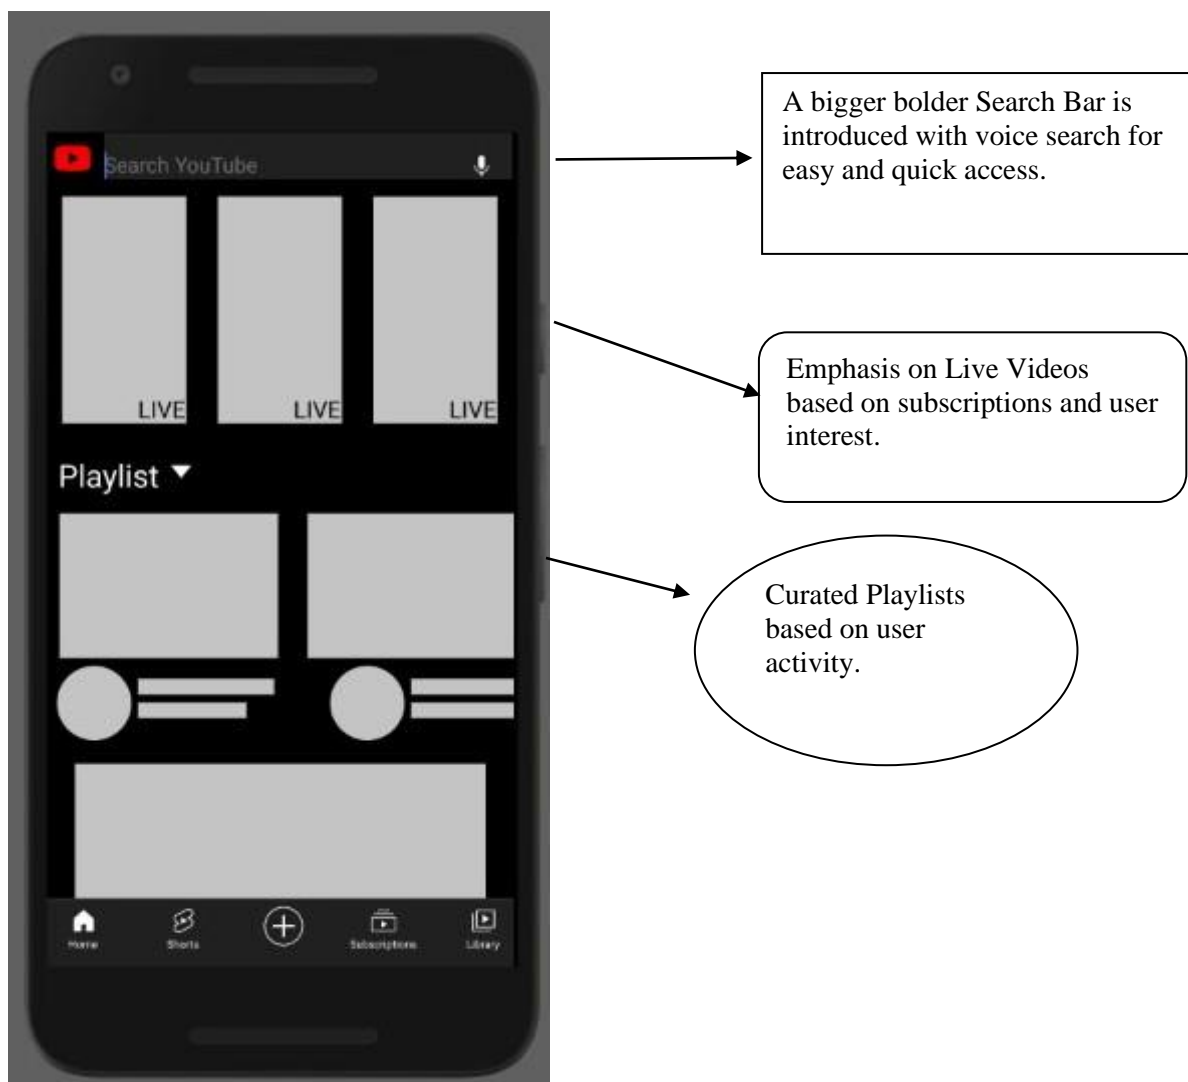 Search YouTube
LIVE LIVE LIVE
Playlist
Home Shorts Subscriptions Library
A bigger bolder Search Bar is
introduced with voice search for
easy and quick access.
Emphasis on Live Videos
based on subscriptions and user
interest.
Curated Playlists
based on user
activity.